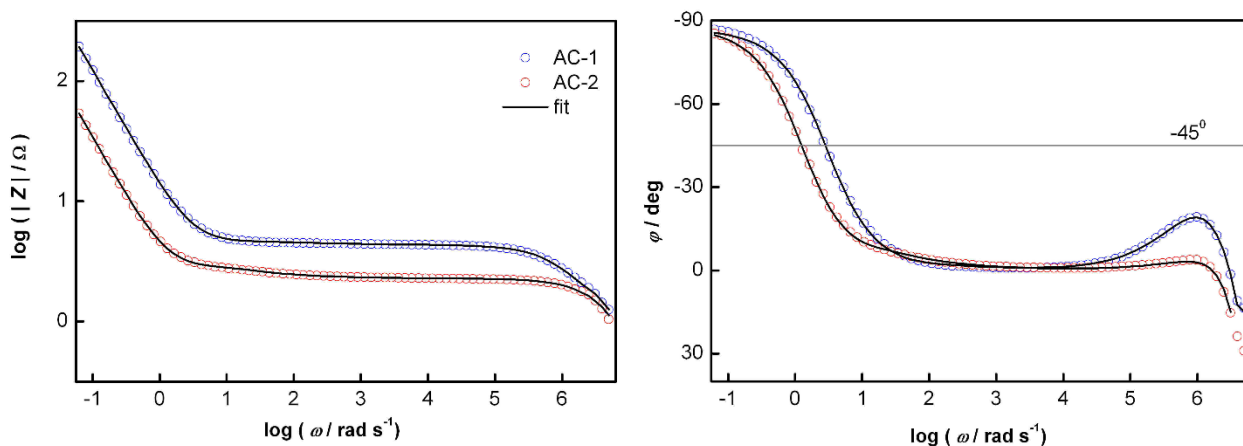 2
1
0
log ( | Z | / Ω )
-1 0 1 2 3 4 5 6
log ( ω / rad s⁻¹)
AC-1
AC-2
fit
-90
-60
-30
0
30
φ / deg
-45⁰
-1 0 1 2 3 4 5 6
log ( ω / rad s⁻¹)